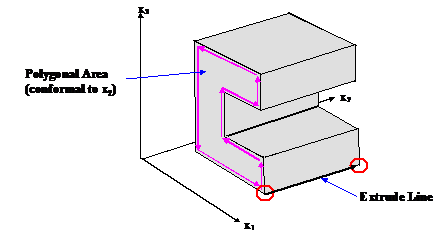 x₃
Polygonal Area
(conformal to x₂)
x₂
Extrude Line
x₁